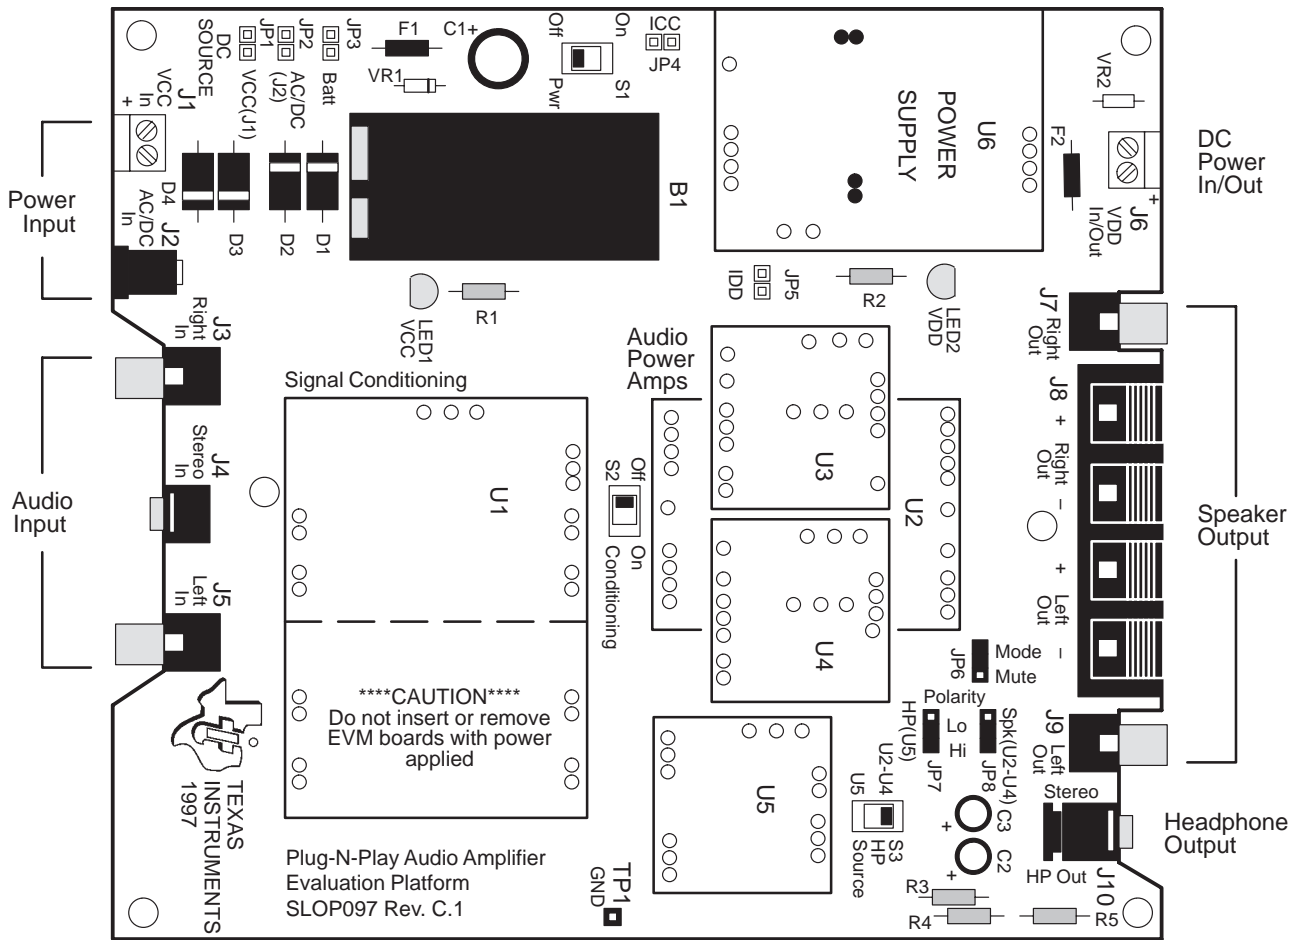 Off
On
S1
Pwr
C1+
F1
VR1
JP3
Batt
JP2
AC/DC
(J2)
JP1
VCC(J1)
DC
SOURCE
ICC
JP4
J1
VCC
In
+
D4
D3
D2
D1
J2
AC/DC
In
B1
U6
POWER
SUPPLY
VR2
F2
J6
VDD
In/Out
+
DC
Power
In/Out
Power
Input
J3
Right
In
LED1
VCC
R1
JP5
IDD
R2
LED2
VDD
J7
Right
Out
Audio
Power
Amps
Signal Conditioning
J8
+
Right
Out
–
+
Left
Out
–
Audio
Input
J4
Stereo
In
J5
Left
In
U1
Off
S2
On
Conditioning
U3
U2
U4
Speaker
Output
JP6
Mode
Mute
Polarity
HP(U5)
Lo
Hi
JP7
Spk(U2-U4)
JP8
J9
Left
Out
****CAUTION****
Do not insert or remove
EVM boards with power
applied
TEXAS
INSTRUMENTS
1997
U5
U2-U4
U5
S3
HP
Source
C3
+
C2
+
Stereo
HP Out
J10
Headphone
Output
R3
R4
R5
Plug-N-Play Audio Amplifier
Evaluation Platform
SLOP097 Rev. C.1
TP1
GND